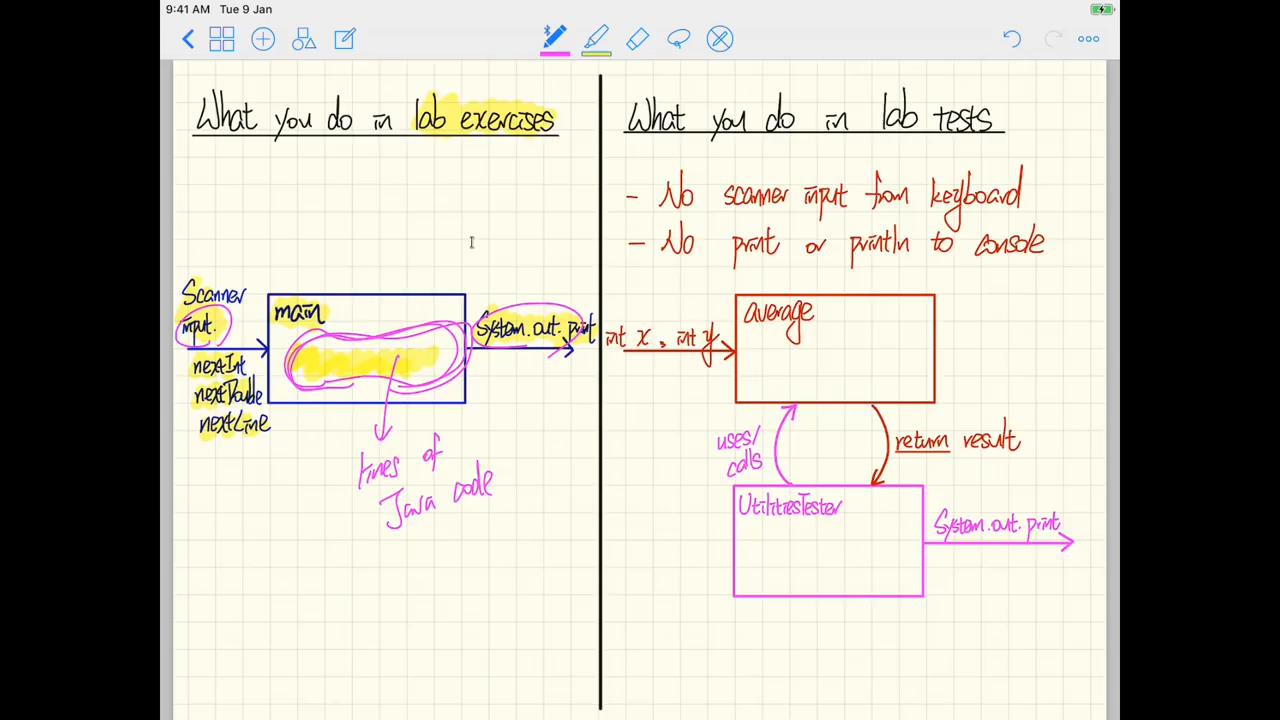 9:41 AM Tue 9 Jan
What you do in lab exercises
Scanner
input.
nextInt
nextDouble
nextLine
main
System.out.print
Lines of
Java code
What you do in lab tests
- No scanner input from keyboard
- No print or println to console
int x, int y
average
uses/
calls
return result
UtilitiesTester
System.out.print